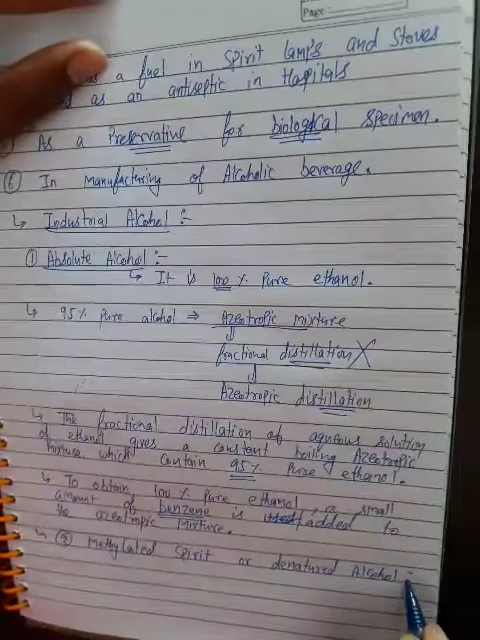 Page:
a fuel in Spirit lamps and Stoves
as an antiseptic in Hospitals
As a Preservative for biological Specimen.
⑥ In manufacturing of Alcoholic beverage.
↳ Industrial Alcohol :-
① Absolute Alcohol :-
↳ It is 100 % Pure ethanol.
↳ 95% pure alcohol ⇒ Azeotropic mixture
fractional distillation X
Azeotropic distillation
↳ The fractional distillation of aqueous solution
of ethanol gives a constant boiling Azeotropic
mixture which contain 95% Pure ethanol.
↳ To obtain 100% Pure ethanol, a small
amount of benzene is added to
the azeotropic Mixture.
↳ ② Methylated Spirit or denatured Alcohol :-